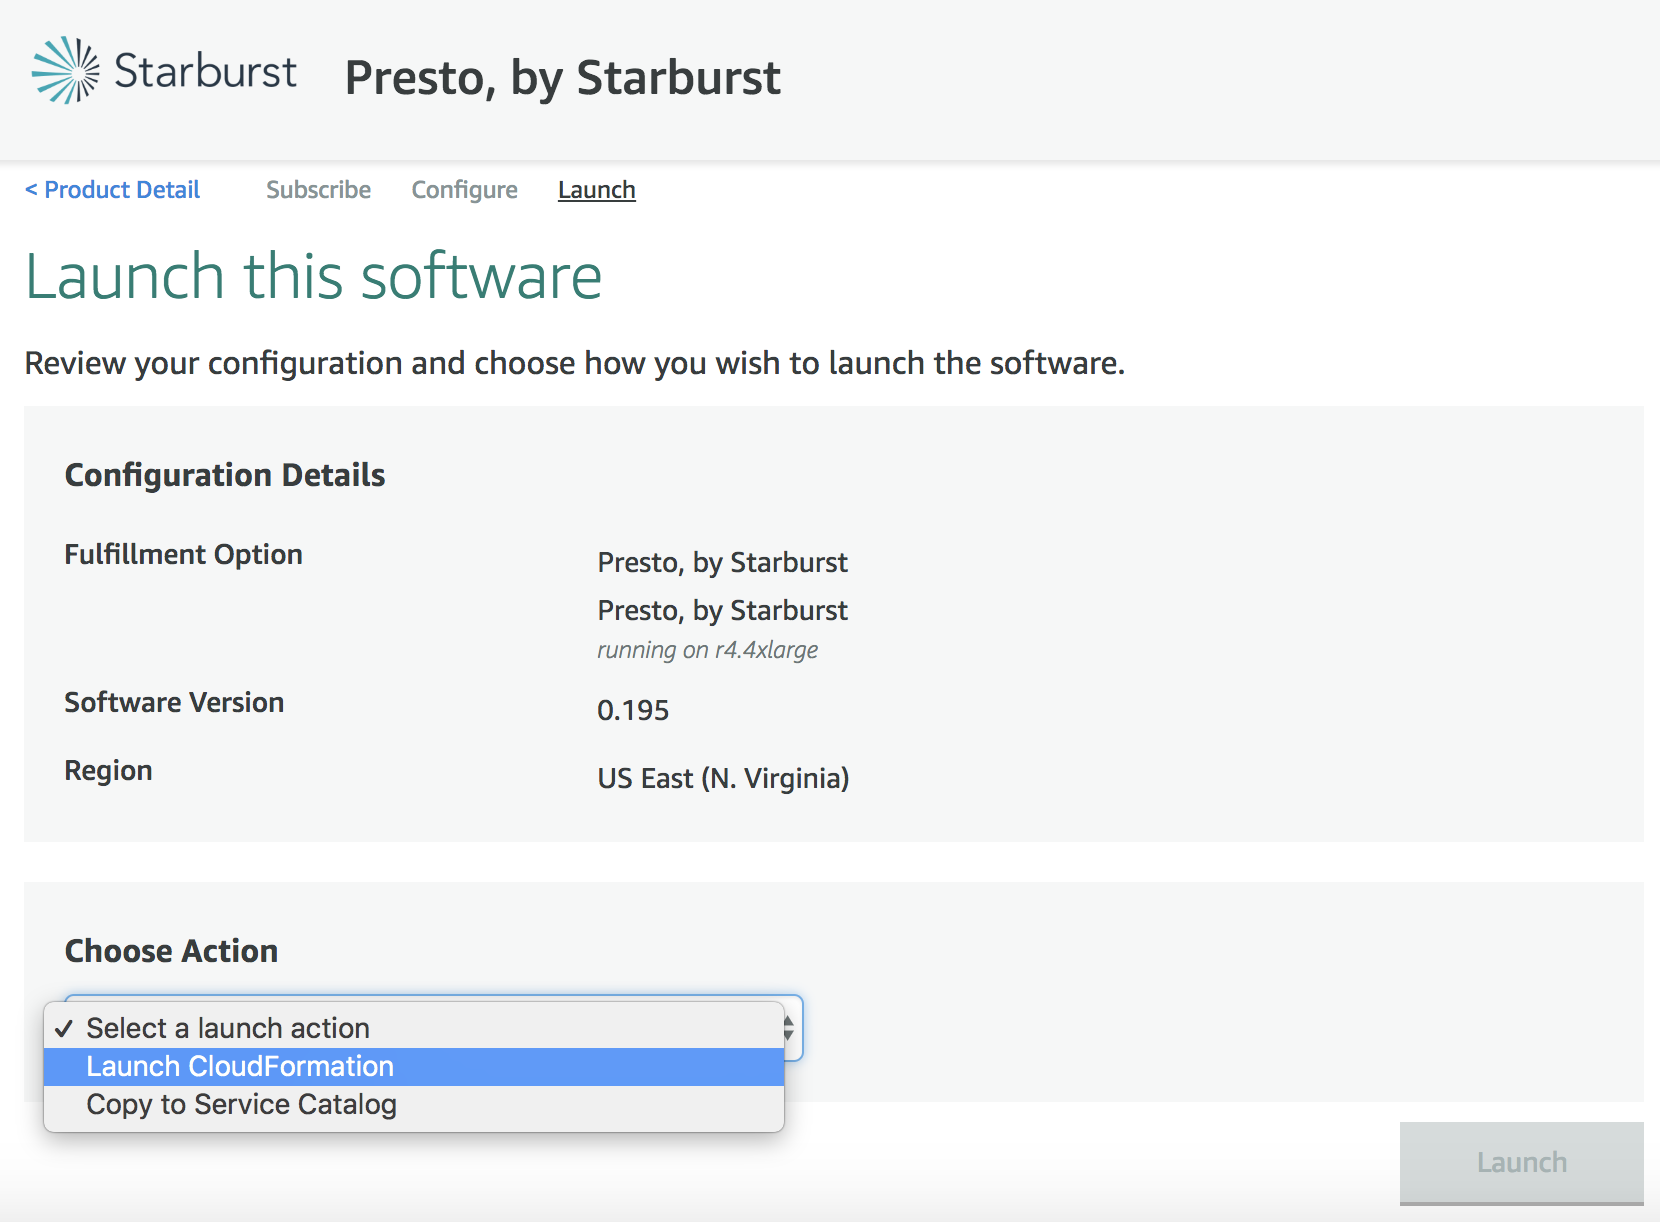 Starburst Presto, by Starburst
< Product Detail Subscribe Configure Launch
Launch this software
Review your configuration and choose how you wish to launch the software.
Configuration Details
Fulfillment Option Presto, by Starburst
Presto, by Starburst
running on r4.4xlarge
Software Version 0.195
Region US East (N. Virginia)
Choose Action
✓ Select a launch action
Launch CloudFormation
Copy to Service Catalog
Launch